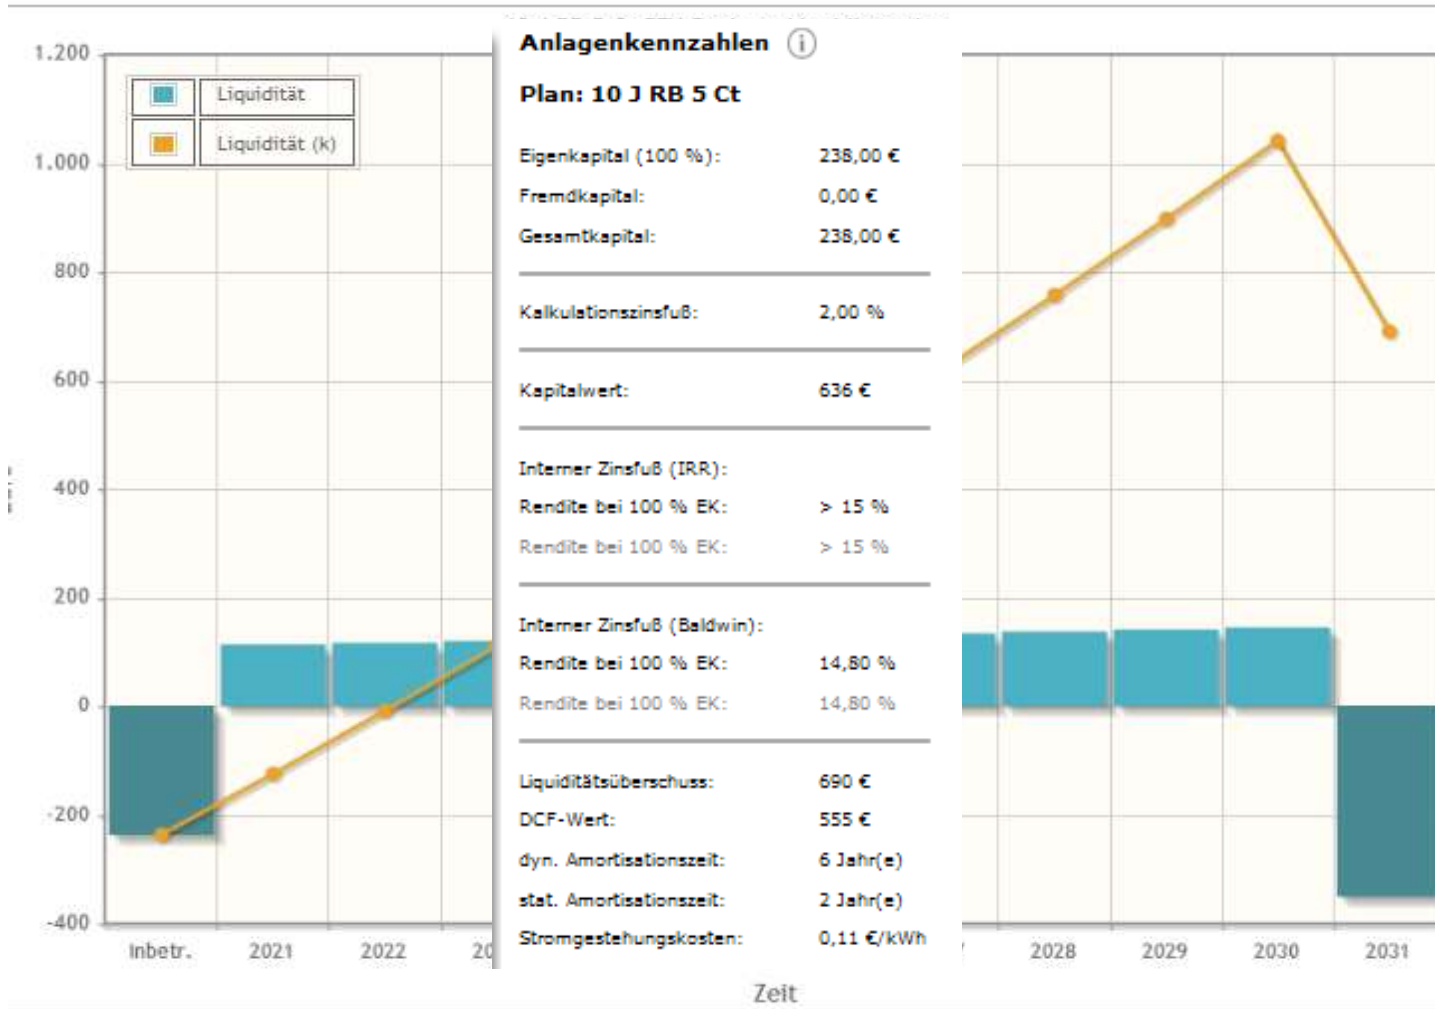 Anlagenkennzahlen i
Plan: 10 J RB 5 Ct
Eigenkapital (100 %): 238,00 €
Fremdkapital: 0,00 €
Gesamtkapital: 238,00 €
Kalkulationszinsfuß: 2,00 %
Kapitalwert: 636 €
Interner Zinsfuß (IRR):
Rendite bei 100 % EK: > 15 %
Rendite bei 100 % EK: > 15 %
Interner Zinsfuß (Baldwin):
Rendite bei 100 % EK: 14,80 %
Rendite bei 100 % EK: 14,80 %
Liquiditätsüberschuss: 690 €
DCF-Wert: 555 €
dyn. Amortisationszeit: 6 Jahr(e)
stat. Amortisationszeit: 2 Jahr(e)
Stromgestehungskosten: 0,11 €/kWh
Liquidität
Liquidität (k)
1.200
1.000
800
600
400
200
0
-200
-400
Inbetr. 2021 2022 20 2028 2029 2030 2031
Zeit